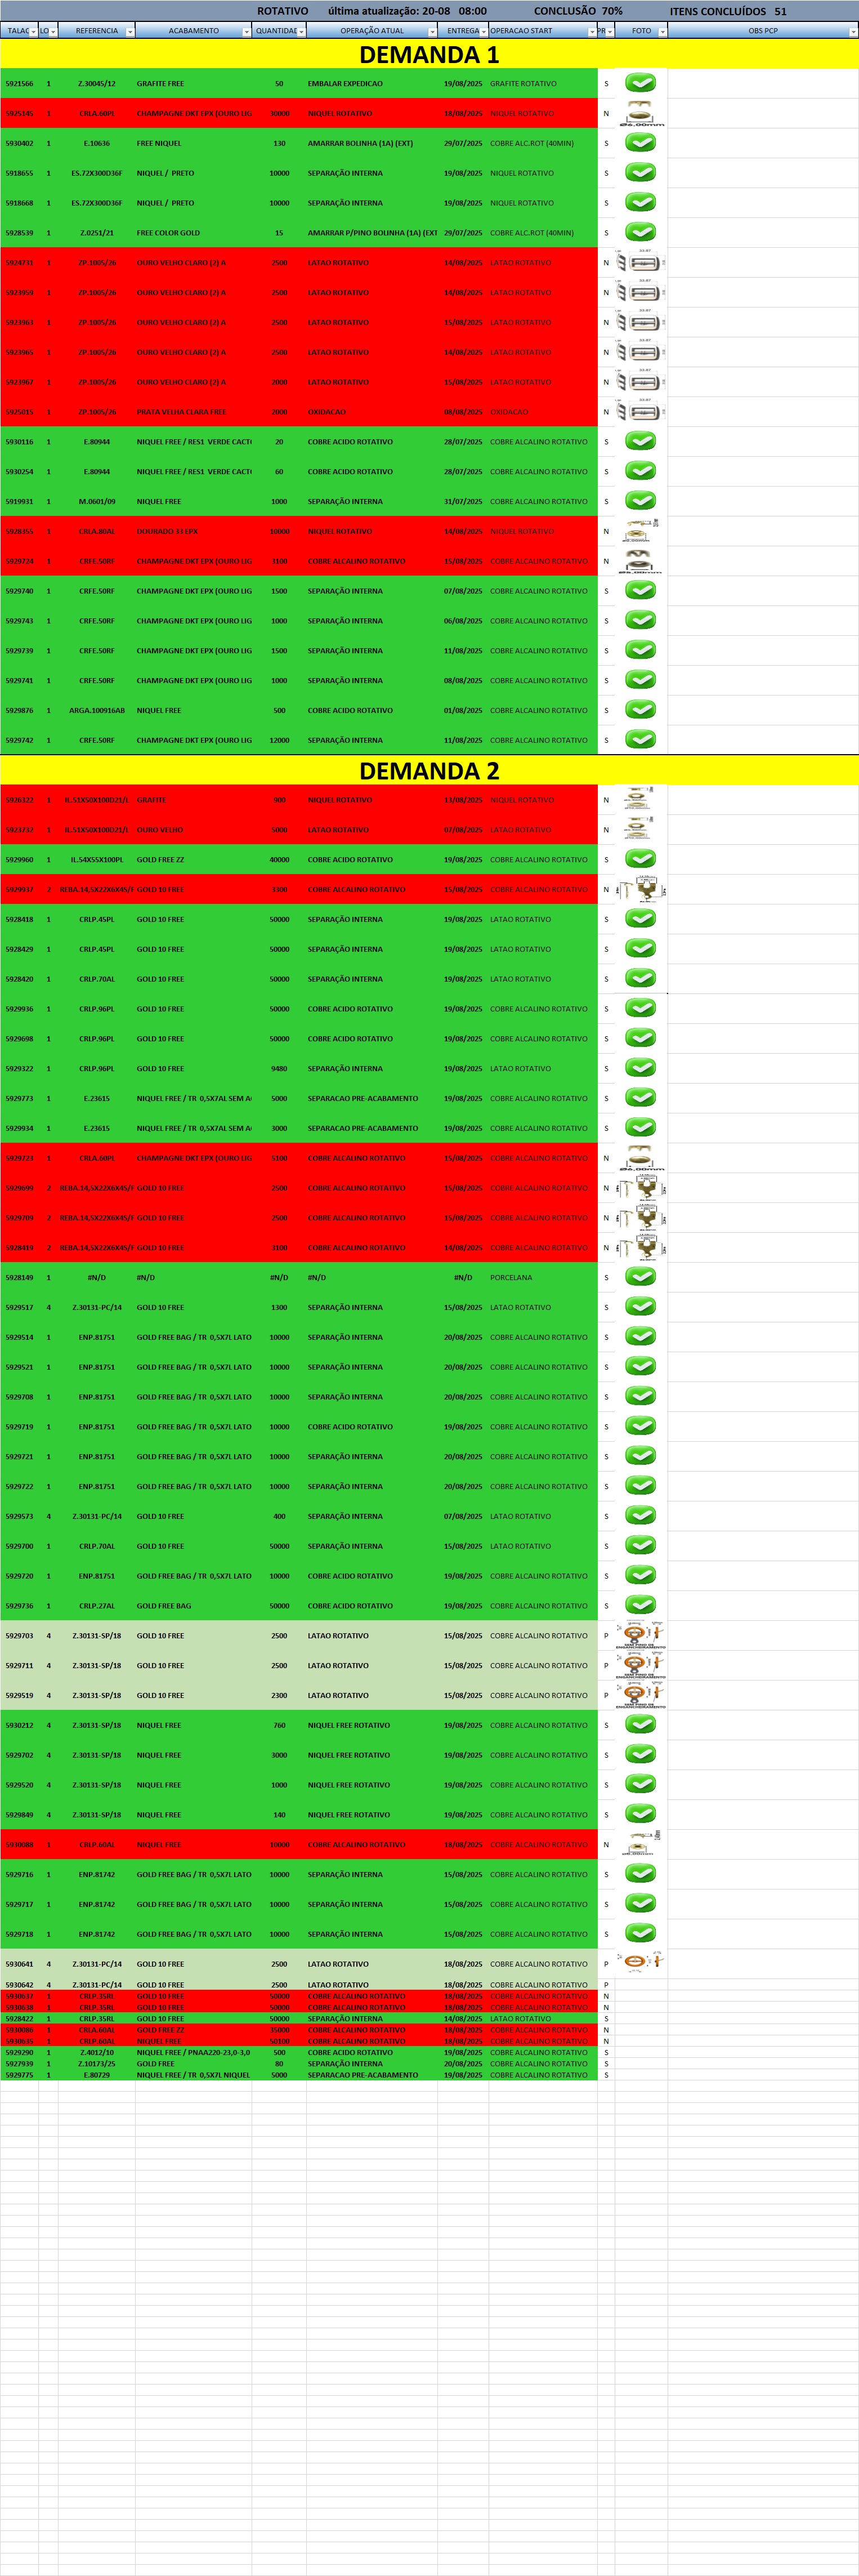 ROTATIVO última atualização: 20-08 08:00 CONCLUSÃO 70% ITENS CONCLUÍDOS 51
TALAC LO REFERENCIA ACABAMENTO QUANTIDAD OPERAÇÃO ATUAL ENTREGA OPERACAO START PR FOTO OBS PCP
DEMANDA 1
5921566 1 Z.30045/12 GRAFITE FREE 50 EMBALAR EXPEDICAO 19/08/2025 GRAFITE ROTATIVO S
5925145 1 CRLA.60PL CHAMPAGNE DKT EPX (OURO LIG 30000 NIQUEL ROTATIVO 18/08/2025 NIQUEL ROTATIVO N
5930402 1 E.10636 FREE NIQUEL 130 AMARRAR BOLINHA (1A) (EXT) 29/07/2025 COBRE ALC.ROT (40MIN) S
5918655 1 ES.72X300D36F NIQUEL / PRETO 10000 SEPARAÇÃO INTERNA 19/08/2025 NIQUEL ROTATIVO S
5918668 1 ES.72X300D36F NIQUEL / PRETO 10000 SEPARAÇÃO INTERNA 19/08/2025 NIQUEL ROTATIVO S
5928539 1 Z.0251/21 FREE COLOR GOLD 15 AMARRAR P/PINO BOLINHA (1A) (EXT 29/07/2025 COBRE ALC.ROT (40MIN) S
5924731 1 ZP.1005/26 OURO VELHO CLARO (2) A 2500 LATAO ROTATIVO 14/08/2025 LATAO ROTATIVO N
5923959 1 ZP.1005/26 OURO VELHO CLARO (2) A 2500 LATAO ROTATIVO 14/08/2025 LATAO ROTATIVO N
5923963 1 ZP.1005/26 OURO VELHO CLARO (2) A 2500 LATAO ROTATIVO 15/08/2025 LATAO ROTATIVO N
5923965 1 ZP.1005/26 OURO VELHO CLARO (2) A 2500 LATAO ROTATIVO 14/08/2025 LATAO ROTATIVO N
5923967 1 ZP.1005/26 OURO VELHO CLARO (2) A 2000 LATAO ROTATIVO 15/08/2025 LATAO ROTATIVO N
5925015 1 ZP.1005/26 PRATA VELHA CLARA FREE 2000 OXIDACAO 08/08/2025 OXIDACAO N
5930116 1 E.80944 NIQUEL FREE / RES1 VERDE CACT 20 COBRE ACIDO ROTATIVO 28/07/2025 COBRE ALCALINO ROTATIVO S
5930254 1 E.80944 NIQUEL FREE / RES1 VERDE CACT 60 COBRE ACIDO ROTATIVO 28/07/2025 COBRE ALCALINO ROTATIVO S
5919931 1 M.0601/09 NIQUEL FREE 1000 SEPARAÇÃO INTERNA 31/07/2025 COBRE ALCALINO ROTATIVO S
5928355 1 CRLA.80AL DOURADO 33 EPX 10000 NIQUEL ROTATIVO 14/08/2025 NIQUEL ROTATIVO N
5929724 1 CRFE.50RF CHAMPAGNE DKT EPX (OURO LIG 3100 COBRE ALCALINO ROTATIVO 15/08/2025 COBRE ALCALINO ROTATIVO N
5929740 1 CRFE.50RF CHAMPAGNE DKT EPX (OURO LIG 1500 SEPARAÇÃO INTERNA 07/08/2025 COBRE ALCALINO ROTATIVO S
5929743 1 CRFE.50RF CHAMPAGNE DKT EPX (OURO LIG 1000 SEPARAÇÃO INTERNA 06/08/2025 COBRE ALCALINO ROTATIVO S
5929739 1 CRFE.50RF CHAMPAGNE DKT EPX (OURO LIG 1500 SEPARAÇÃO INTERNA 11/08/2025 COBRE ALCALINO ROTATIVO S
5929741 1 CRFE.50RF CHAMPAGNE DKT EPX (OURO LIG 1000 SEPARAÇÃO INTERNA 08/08/2025 COBRE ALCALINO ROTATIVO S
5929876 1 ARGA.100916AB NIQUEL FREE 500 COBRE ACIDO ROTATIVO 01/08/2025 COBRE ALCALINO ROTATIVO S
5929742 1 CRFE.50RF CHAMPAGNE DKT EPX (OURO LIG 12000 SEPARAÇÃO INTERNA 11/08/2025 COBRE ALCALINO ROTATIVO S
DEMANDA 2
5926322 1 IL.51X50X100D21/L GRAFITE 900 NIQUEL ROTATIVO 13/08/2025 NIQUEL ROTATIVO N
5923732 1 IL.51X50X100D21/L OURO VELHO 5000 LATAO ROTATIVO 07/08/2025 LATAO ROTATIVO N
5929960 1 IL.54X55X100PL GOLD FREE ZZ 40000 COBRE ACIDO ROTATIVO 19/08/2025 COBRE ALCALINO ROTATIVO S
5929937 2 REBA.14,5X22X6X45/F GOLD 10 FREE 3300 COBRE ALCALINO ROTATIVO 15/08/2025 COBRE ALCALINO ROTATIVO N
5928418 1 CRLP.45PL GOLD 10 FREE 50000 SEPARAÇÃO INTERNA 19/08/2025 LATAO ROTATIVO S
5928429 1 CRLP.45PL GOLD 10 FREE 50000 SEPARAÇÃO INTERNA 19/08/2025 LATAO ROTATIVO S
5928420 1 CRLP.70AL GOLD 10 FREE 50000 SEPARAÇÃO INTERNA 19/08/2025 LATAO ROTATIVO S
5929936 1 CRLP.96PL GOLD 10 FREE 50000 COBRE ACIDO ROTATIVO 19/08/2025 COBRE ALCALINO ROTATIVO S
5929698 1 CRLP.96PL GOLD 10 FREE 50000 COBRE ACIDO ROTATIVO 19/08/2025 COBRE ALCALINO ROTATIVO S
5929322 1 CRLP.96PL GOLD 10 FREE 9480 SEPARAÇÃO INTERNA 19/08/2025 LATAO ROTATIVO S
5929773 1 E.23615 NIQUEL FREE / TR 0,5X7AL SEM A 5000 SEPARACAO PRE-ACABAMENTO 19/08/2025 COBRE ALCALINO ROTATIVO S
5929934 1 E.23615 NIQUEL FREE / TR 0,5X7AL SEM A 3000 SEPARACAO PRE-ACABAMENTO 19/08/2025 COBRE ALCALINO ROTATIVO S
5929723 1 CRLA.60PL CHAMPAGNE DKT EPX (OURO LIG 5100 COBRE ALCALINO ROTATIVO 15/08/2025 COBRE ALCALINO ROTATIVO N
5929699 2 REBA.14,5X22X6X45/F GOLD 10 FREE 2500 COBRE ALCALINO ROTATIVO 15/08/2025 COBRE ALCALINO ROTATIVO N
5929709 2 REBA.14,5X22X6X45/F GOLD 10 FREE 2500 COBRE ALCALINO ROTATIVO 15/08/2025 COBRE ALCALINO ROTATIVO N
5928419 2 REBA.14,5X22X6X45/F GOLD 10 FREE 3100 COBRE ALCALINO ROTATIVO 14/08/2025 COBRE ALCALINO ROTATIVO N
5928149 1 #N/D #N/D #N/D #N/D #N/D PORCELANA S
5929517 4 Z.30131-PC/14 GOLD 10 FREE 1300 SEPARAÇÃO INTERNA 15/08/2025 LATAO ROTATIVO S
5929514 1 ENP.81751 GOLD FREE BAG / TR 0,5X7L LATO 10000 SEPARAÇÃO INTERNA 20/08/2025 COBRE ALCALINO ROTATIVO S
5929521 1 ENP.81751 GOLD FREE BAG / TR 0,5X7L LATO 10000 SEPARAÇÃO INTERNA 20/08/2025 COBRE ALCALINO ROTATIVO S
5929708 1 ENP.81751 GOLD FREE BAG / TR 0,5X7L LATO 10000 SEPARAÇÃO INTERNA 20/08/2025 COBRE ALCALINO ROTATIVO S
5929719 1 ENP.81751 GOLD FREE BAG / TR 0,5X7L LATO 10000 COBRE ACIDO ROTATIVO 19/08/2025 COBRE ALCALINO ROTATIVO S
5929721 1 ENP.81751 GOLD FREE BAG / TR 0,5X7L LATO 10000 SEPARAÇÃO INTERNA 20/08/2025 COBRE ALCALINO ROTATIVO S
5929722 1 ENP.81751 GOLD FREE BAG / TR 0,5X7L LATO 10000 SEPARAÇÃO INTERNA 20/08/2025 COBRE ALCALINO ROTATIVO S
5929573 4 Z.30131-PC/14 GOLD 10 FREE 400 SEPARAÇÃO INTERNA 07/08/2025 LATAO ROTATIVO S
5929700 1 CRLP.70AL GOLD 10 FREE 50000 SEPARAÇÃO INTERNA 15/08/2025 LATAO ROTATIVO S
5929720 1 ENP.81751 GOLD FREE BAG / TR 0,5X7L LATO 10000 COBRE ACIDO ROTATIVO 19/08/2025 COBRE ALCALINO ROTATIVO S
5929736 1 CRLP.27AL GOLD FREE BAG 50000 COBRE ACIDO ROTATIVO 19/08/2025 COBRE ALCALINO ROTATIVO S
5929703 4 Z.30131-SP/18 GOLD 10 FREE 2500 LATAO ROTATIVO 15/08/2025 COBRE ALCALINO ROTATIVO P
5929711 4 Z.30131-SP/18 GOLD 10 FREE 2500 LATAO ROTATIVO 15/08/2025 COBRE ALCALINO ROTATIVO P
5929519 4 Z.30131-SP/18 GOLD 10 FREE 2300 LATAO ROTATIVO 15/08/2025 COBRE ALCALINO ROTATIVO P
5930212 4 Z.30131-SP/18 NIQUEL FREE 760 NIQUEL FREE ROTATIVO 19/08/2025 COBRE ALCALINO ROTATIVO S
5929702 4 Z.30131-SP/18 NIQUEL FREE 3000 NIQUEL FREE ROTATIVO 19/08/2025 COBRE ALCALINO ROTATIVO S
5929520 4 Z.30131-SP/18 NIQUEL FREE 1000 NIQUEL FREE ROTATIVO 19/08/2025 COBRE ALCALINO ROTATIVO S
5929849 4 Z.30131-SP/18 NIQUEL FREE 140 NIQUEL FREE ROTATIVO 19/08/2025 COBRE ALCALINO ROTATIVO S
5930088 1 CRLP.60AL NIQUEL FREE 10000 COBRE ALCALINO ROTATIVO 18/08/2025 COBRE ALCALINO ROTATIVO N
5929716 1 ENP.81742 GOLD FREE BAG / TR 0,5X7L LATO 10000 SEPARAÇÃO INTERNA 15/08/2025 COBRE ALCALINO ROTATIVO S
5929717 1 ENP.81742 GOLD FREE BAG / TR 0,5X7L LATO 10000 SEPARAÇÃO INTERNA 15/08/2025 COBRE ALCALINO ROTATIVO S
5929718 1 ENP.81742 GOLD FREE BAG / TR 0,5X7L LATO 10000 SEPARAÇÃO INTERNA 15/08/2025 COBRE ALCALINO ROTATIVO S
5930641 4 Z.30131-PC/14 GOLD 10 FREE 2500 LATAO ROTATIVO 18/08/2025 COBRE ALCALINO ROTATIVO P
5930642 4 Z.30131-PC/14 GOLD 10 FREE 2500 LATAO ROTATIVO 18/08/2025 COBRE ALCALINO ROTATIVO P
5930637 1 CRLP.35RL GOLD 10 FREE 50000 COBRE ALCALINO ROTATIVO 18/08/2025 COBRE ALCALINO ROTATIVO N
5930638 1 CRLP.35RL GOLD 10 FREE 50000 COBRE ALCALINO ROTATIVO 18/08/2025 COBRE ALCALINO ROTATIVO N
5928422 1 CRLP.35RL GOLD 10 FREE 50000 SEPARAÇÃO INTERNA 14/08/2025 LATAO ROTATIVO S
5930086 1 CRLA.60AL GOLD FREE ZZ 35000 COBRE ALCALINO ROTATIVO 18/08/2025 COBRE ALCALINO ROTATIVO N
5930635 1 CRLP.60AL NIQUEL FREE 50100 COBRE ALCALINO ROTATIVO 18/08/2025 COBRE ALCALINO ROTATIVO N
5929290 1 Z.4012/10 NIQUEL FREE / PNAA220-23,0-3,0 500 COBRE ACIDO ROTATIVO 19/08/2025 COBRE ALCALINO ROTATIVO S
5927939 1 Z.10173/25 GOLD FREE 80 SEPARAÇÃO INTERNA 20/08/2025 COBRE ALCALINO ROTATIVO S
5929775 1 E.80729 NIQUEL FREE / TR 0,5X7L NIQUEL 5000 SEPARACAO PRE-ACABAMENTO 19/08/2025 COBRE ALCALINO ROTATIVO S